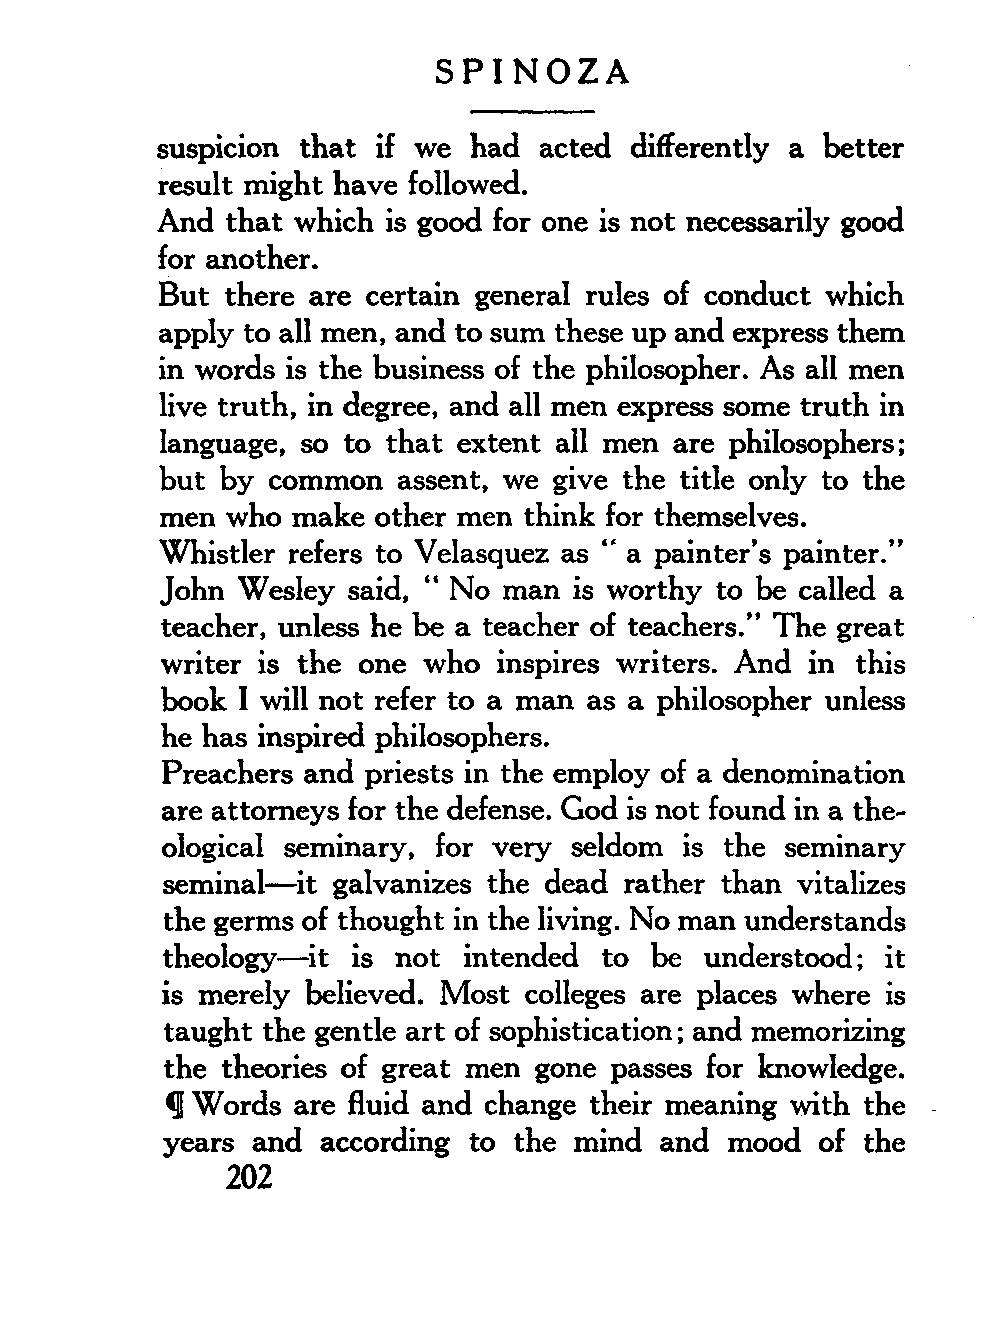 SPINOZA
suspicion that if we had acted differently a better
result might have followed.
And that which is good for one is not necessarily good
for another.
But there are certain general rules of conduct which
apply to all men, and to sum these up and express them
in words is the business of the philosopher. As all men
live truth, in degree, and all men express some truth in
language, so to that extent all men are philosophers;
but by common assent, we give the title only to the
men who make other men think for themselves.
Whistler refers to Velasquez as “ a painter's painter.”
John Wesley said, “ No man is worthy to be called a
teacher, unless he be a teacher of teachers.” The great
writer is the one who inspires writers. And in this
book I will not refer to a man as a philosopher unless
he has inspired philosophers.
Preachers and priests in the employ of a denomination
are attorneys for the defense. God is not found in a the-
ological seminary, for very seldom is the seminary
seminal—it galvanizes the dead rather than vitalizes
the germs of thought in the living. No man understands
theology—it is not intended to be understood; it
is merely believed. Most colleges are places where is
taught the gentle art of sophistication; and memorizing
the theories of great men gone passes for knowledge.
¶ Words are fluid and change their meaning with the
years and according to the mind and mood of the
202